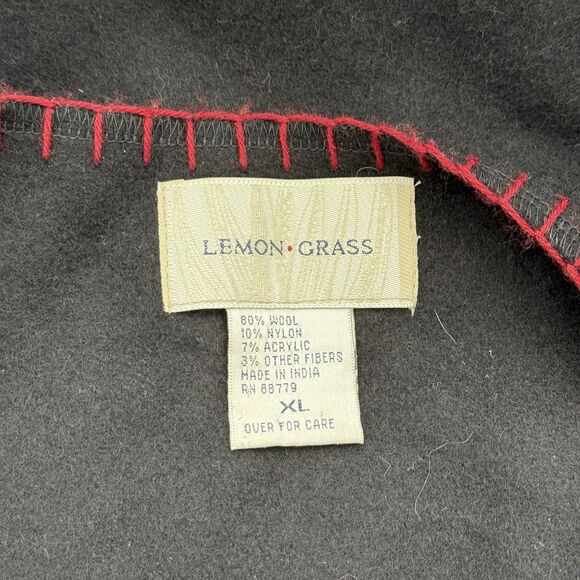 LEMON • GRASS
80% WOOL
10% NYLON
7% ACRYLIC
3% OTHER FIBERS
MADE IN INDIA
RN 88779
XL
OVER FOR CARE